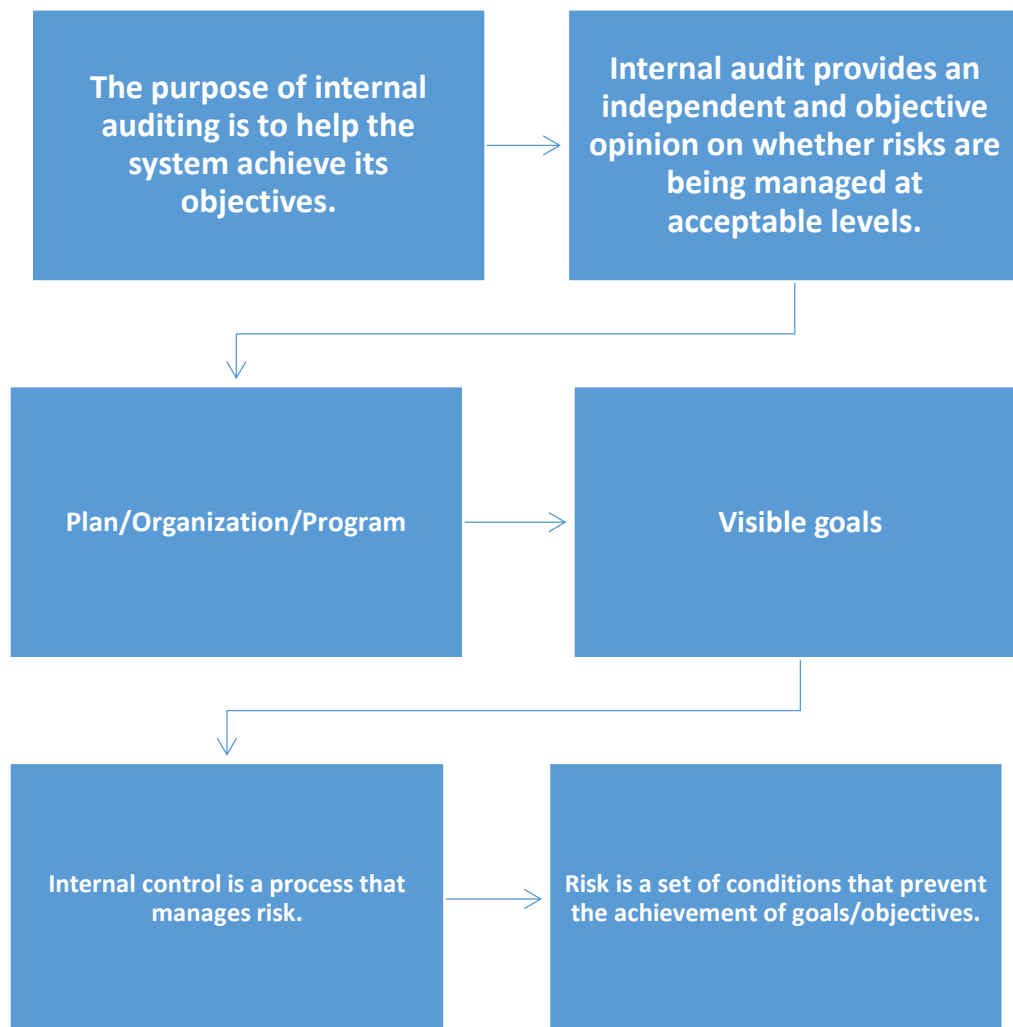 The purpose of internal
auditing is to help the
system achieve its
objectives.
Internal audit provides an
independent and objective
opinion on whether risks are
being managed at
acceptable levels.
Plan/Organization/Program
Visible goals
Internal control is a process that
manages risk.
Risk is a set of conditions that prevent
the achievement of goals/objectives.